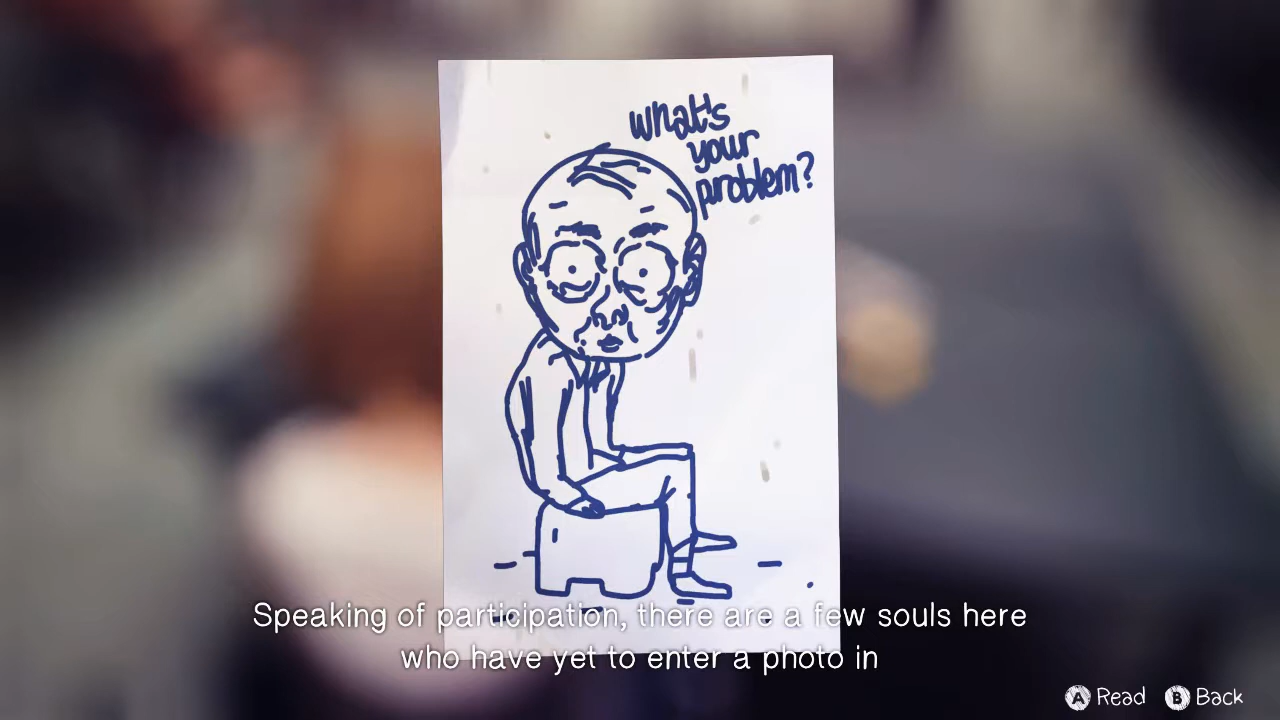 what's
your
problem?
Speaking of participation, there are a few souls here
who have yet to enter a photo in
A Read B Back